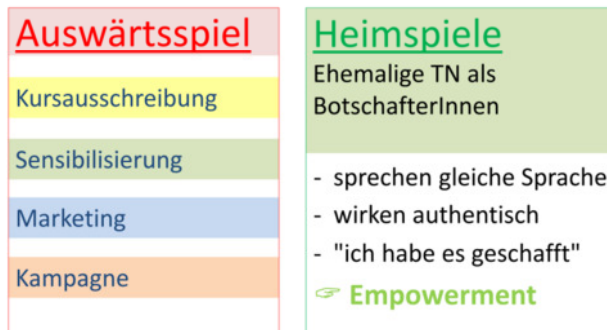 Auswärtsspiel
Kursausschreibung
Sensibilisierung
Marketing
Kampagne
Heimspiele
Ehemalige TN als
BotschafterInnen
- sprechen gleiche Sprache
- wirken authentisch
- "ich habe es geschafft"
☞ Empowerment